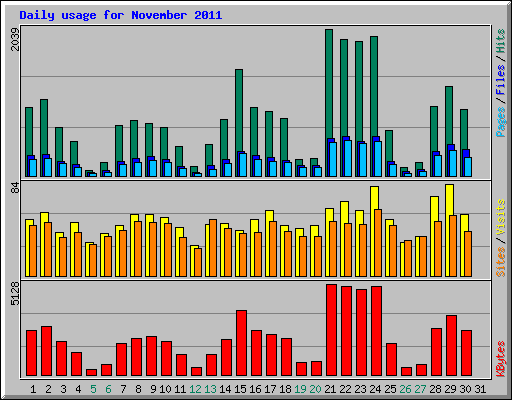 Daily usage for November 2011
2039
84
5128
Pages / Files / Hits
Sites / Visits
KBytes
1 2 3 4 5 6 7 8 9 10 11 12 13 14 15 16 17 18 19 20 21 22 23 24 25 26 27 28 29 30 31